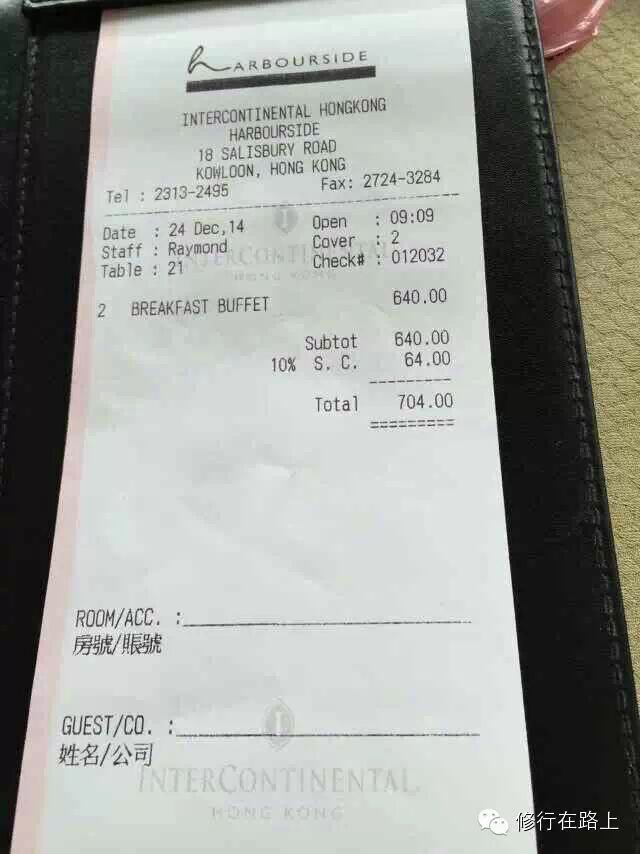 hARBOURSIDE
INTERCONTINENTAL HONGKONG
HARBOURSIDE
18 SALISBURY ROAD
KOWLOON, HONG KONG
Tel : 2313-2495 Fax: 2724-3284
Date : 24 Dec,14 Open : 09:09
Staff : Raymond Cover : 2
Table : 21 Check# : 012032
INTERCONTINENTAL
HONG KONG
2 BREAKFAST BUFFET 640.00
Subtot 640.00
10% S. C. 64.00
Total 704.00
ROOM/ACC. :
房號/賬號
GUEST/CO. :
姓名/公司
INTERCONTINENTAL
HONG KONG
修行在路上